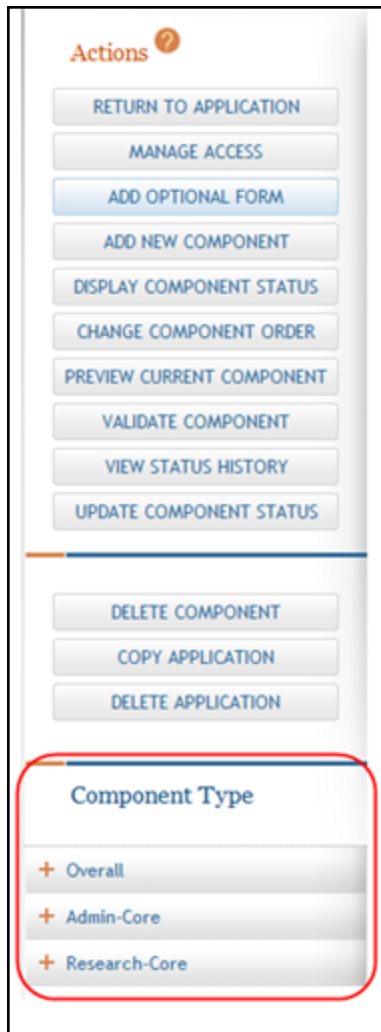 Actions ?
RETURN TO APPLICATION
MANAGE ACCESS
ADD OPTIONAL FORM
ADD NEW COMPONENT
DISPLAY COMPONENT STATUS
CHANGE COMPONENT ORDER
PREVIEW CURRENT COMPONENT
VALIDATE COMPONENT
VIEW STATUS HISTORY
UPDATE COMPONENT STATUS
DELETE COMPONENT
COPY APPLICATION
DELETE APPLICATION
Component Type
+ Overall
+ Admin-Core
+ Research-Core